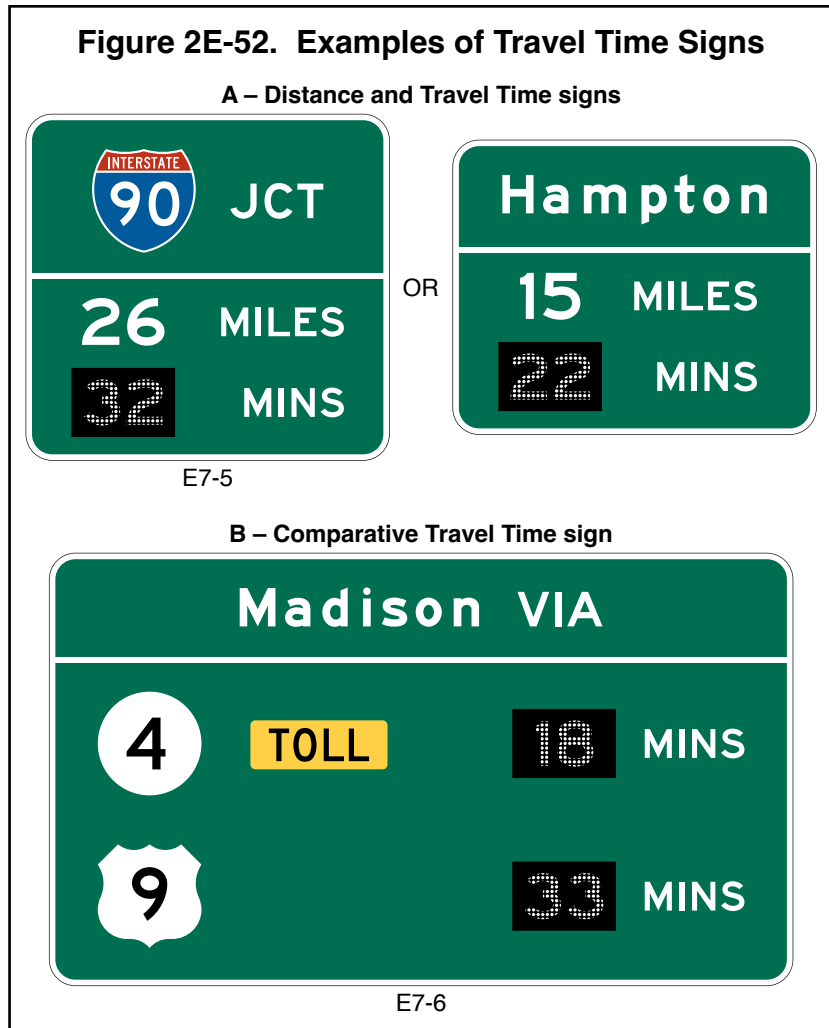 Figure 2E-52. Examples of Travel Time Signs
A – Distance and Travel Time signs
INTERSTATE
90 JCT
26 MILES
32 MINS
E7-5
OR
Hampton
15 MILES
22 MINS
B – Comparative Travel Time sign
Madison VIA
4 TOLL 18 MINS
9 33 MINS
E7-6